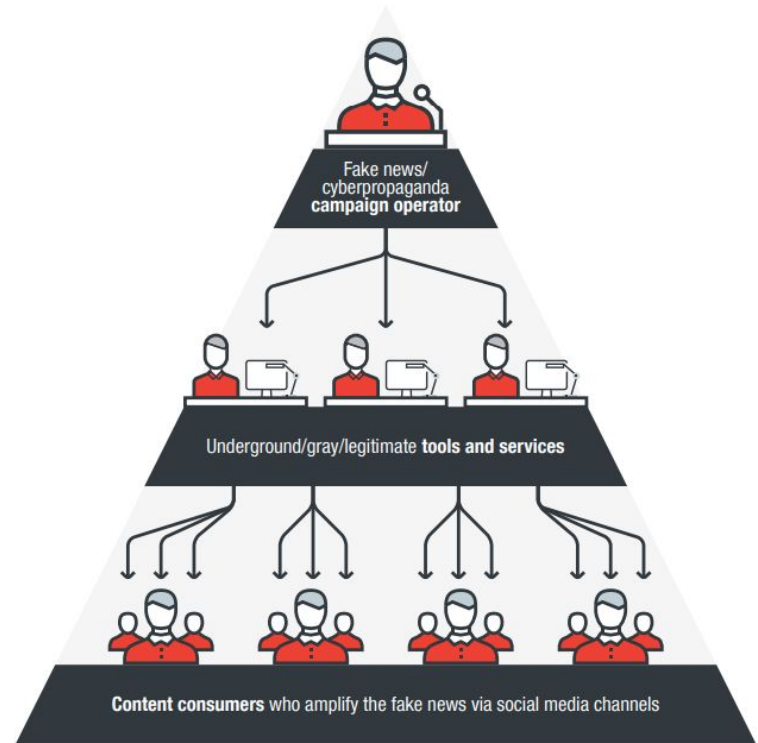 Fake news/
cyberpropaganda
campaign operator
Underground/gray/legitimate tools and services
Content consumers who amplify the fake news via social media channels